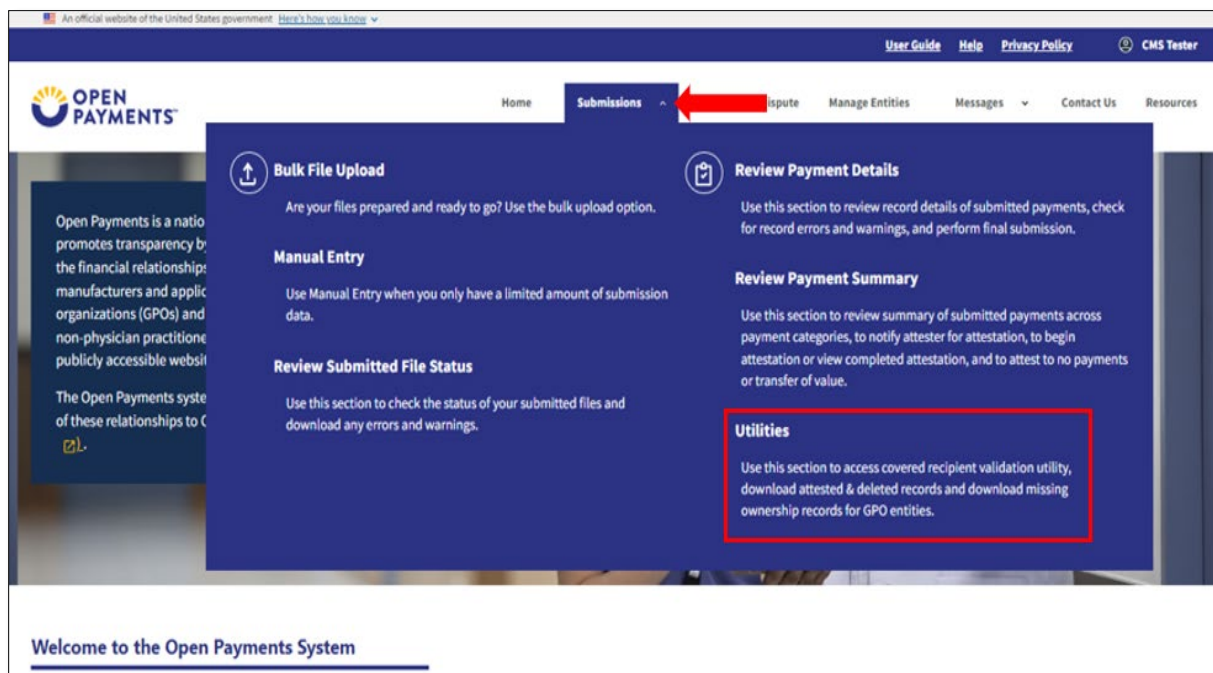 An official website of the United States government Here's how you know
User Guide Help Privacy Policy CMS Tester
OPEN
PAYMENTS™
Home Submissions ispute Manage Entities Messages Contact Us Resources
Bulk File Upload
Are your files prepared and ready to go? Use the bulk upload option.
Manual Entry
Use Manual Entry when you only have a limited amount of submission
data.
Review Submitted File Status
Use this section to check the status of your submitted files and
download any errors and warnings.
Review Payment Details
Use this section to review record details of submitted payments, check
for record errors and warnings, and perform final submission.
Review Payment Summary
Use this section to review summary of submitted payments across
payment categories, to notify attester for attestation, to begin
attestation or view completed attestation, and to attest to no payments
or transfer of value.
Utilities
Use this section to access covered recipient validation utility,
download attested & deleted records and download missing
ownership records for GPO entities.
Open Payments is a natio
promotes transparency by
the financial relationships
manufacturers and applic
organizations (GPOs) and
non-physician practitione
publicly accessible websit
The Open Payments syste
of these relationships to C
).
Welcome to the Open Payments System